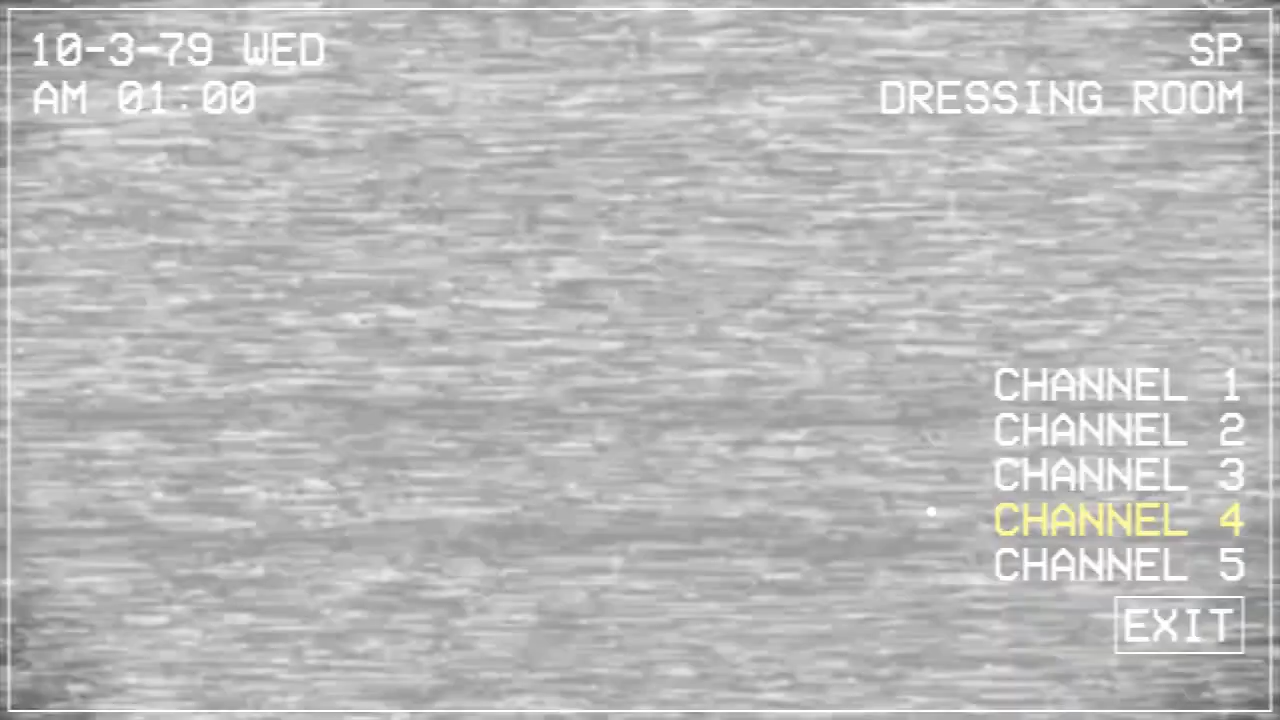 10-3-79 WED
AM 01:00
SP
DRESSING ROOM
CHANNEL 1
CHANNEL 2
CHANNEL 3
CHANNEL 4
CHANNEL 5
EXIT